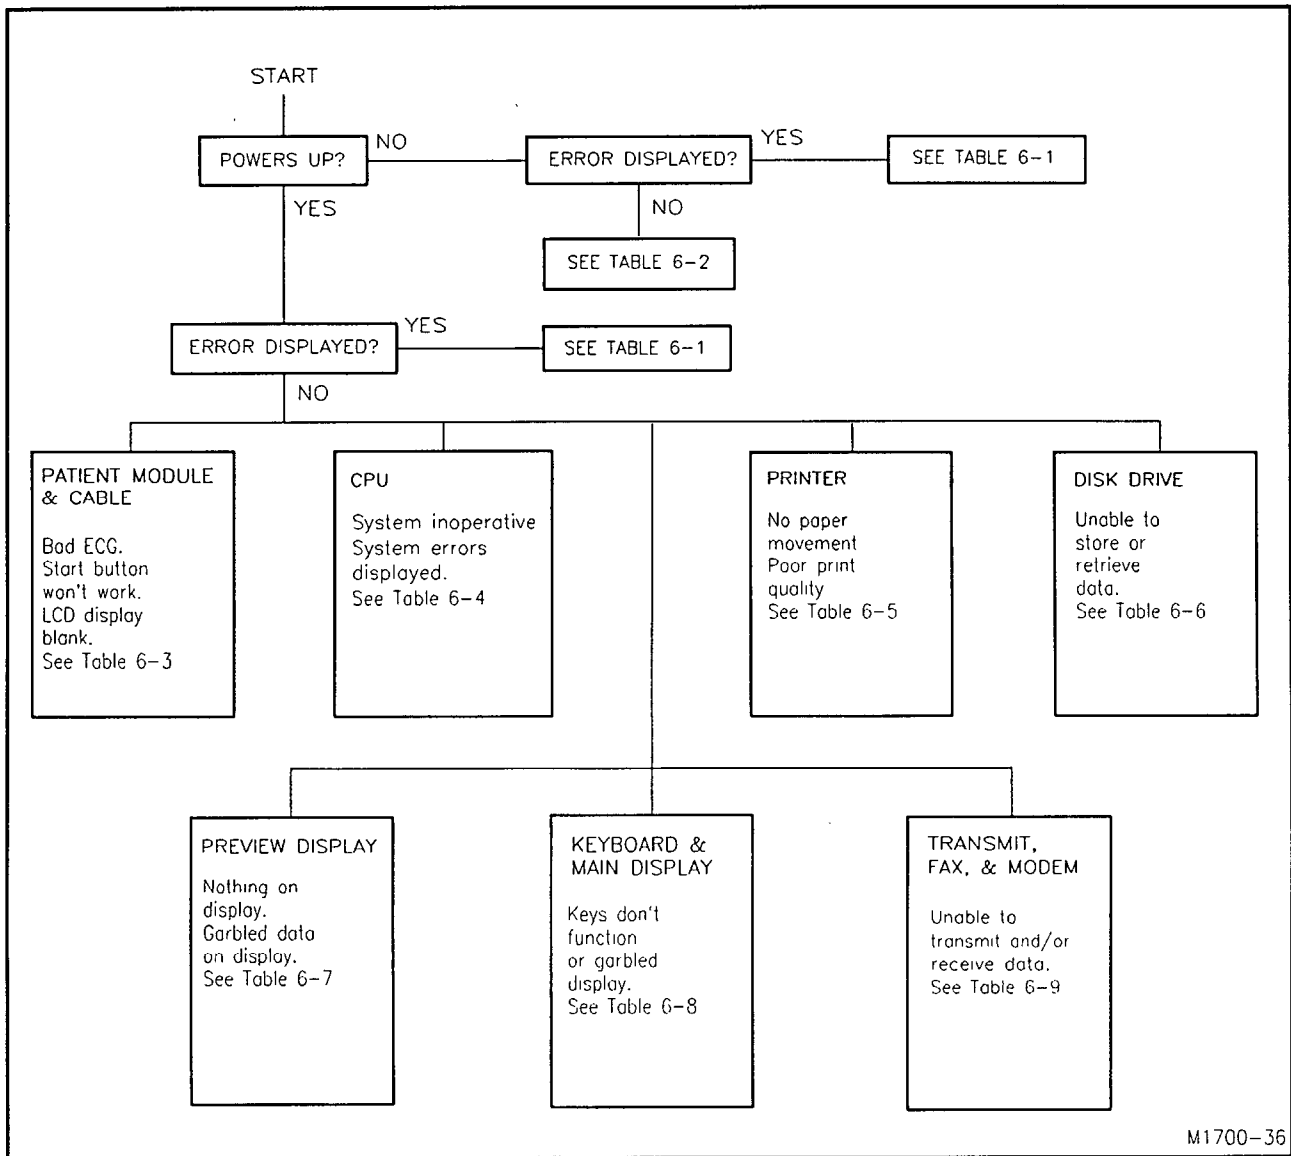 START
POWERS UP?
NO
ERROR DISPLAYED?
YES
SEE TABLE 6-1
YES
NO
SEE TABLE 6-2
ERROR DISPLAYED?
YES
SEE TABLE 6-1
NO
PATIENT MODULE
& CABLE
Bad ECG.
Start button
won't work.
LCD display
blank.
See Table 6-3
CPU
System inoperative
System errors
displayed.
See Table 6-4
PRINTER
No paper
movement
Poor print
quality
See Table 6-5
DISK DRIVE
Unable to
store or
retrieve
data.
See Table 6-6
PREVIEW DISPLAY
Nothing on
display.
Garbled data
on display.
See Table 6-7
KEYBOARD &
MAIN DISPLAY
Keys don't
function
or garbled
display.
See Table 6-8
TRANSMIT,
FAX, & MODEM
Unable to
transmit and/or
receive data.
See Table 6-9
M1700-36